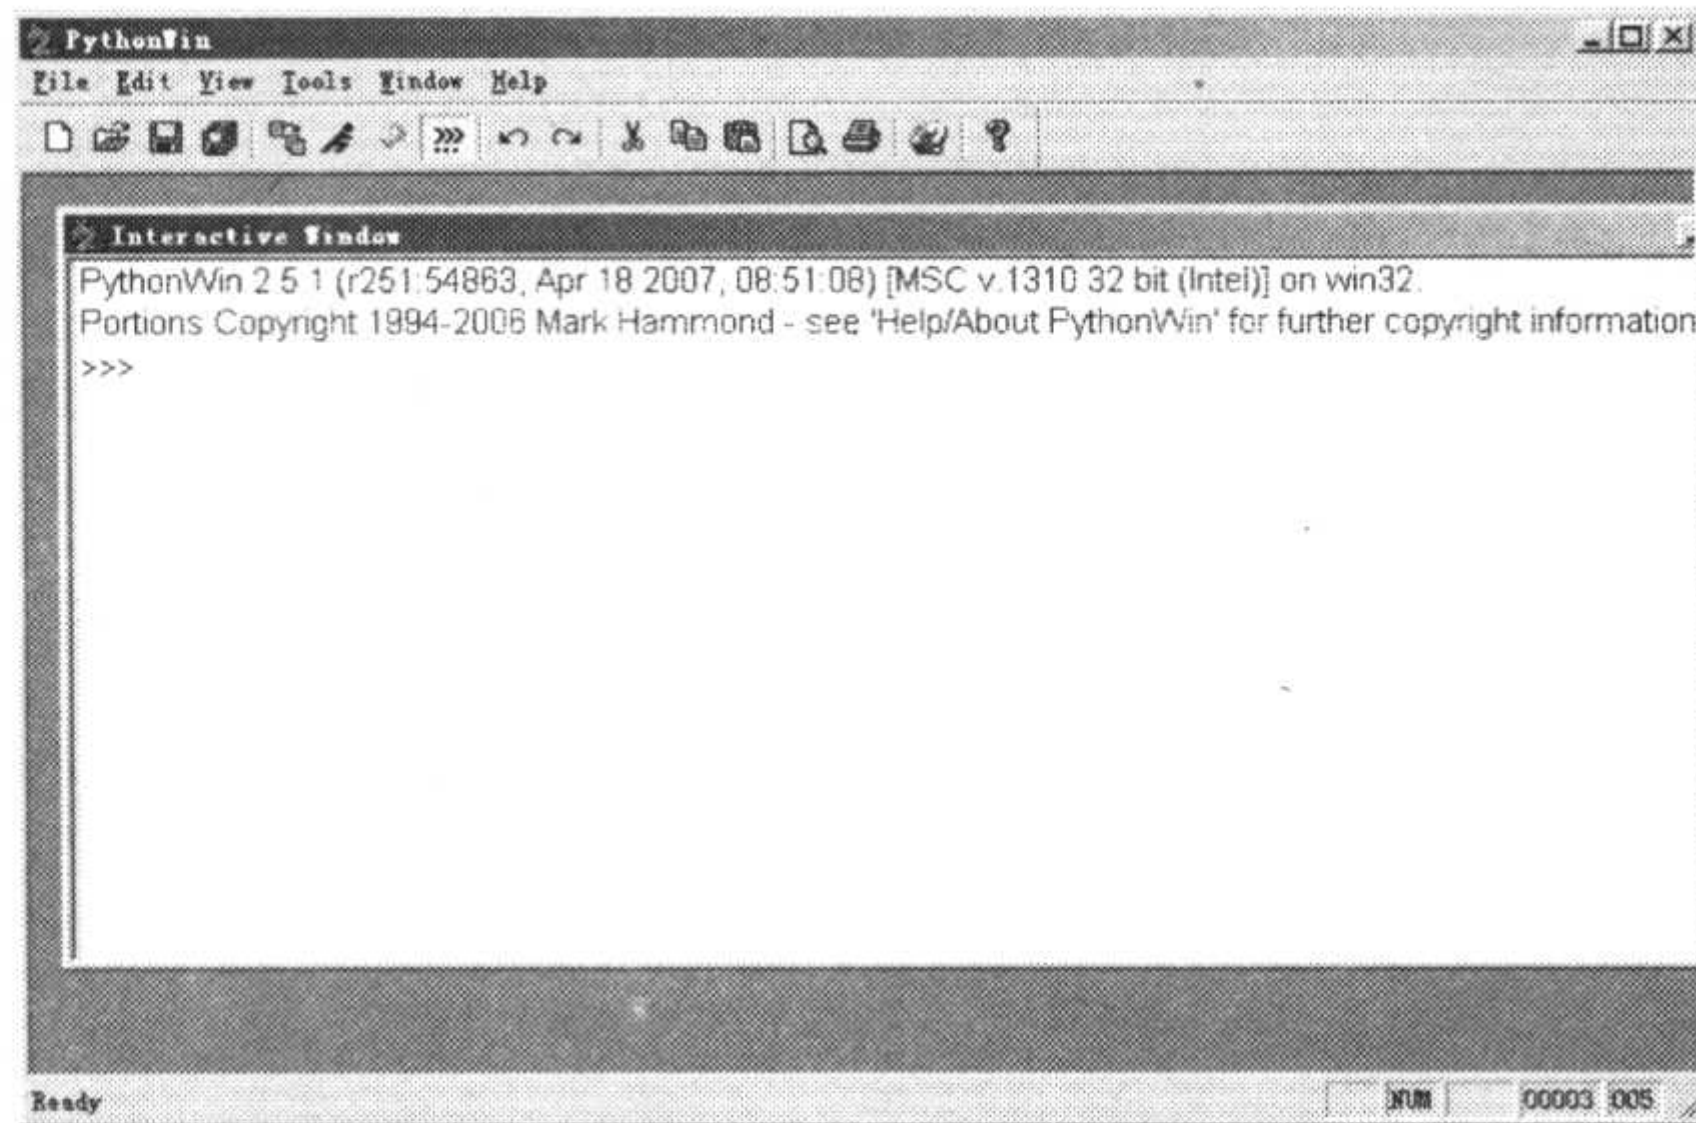 PythonWin
File Edit View Tools Window Help
Interactive Window
PythonWin 2.5.1 (r251:54863, Apr 18 2007, 08:51:08) [MSC v.1310 32 bit (Intel)] on win32.
Portions Copyright 1994-2006 Mark Hammond - see 'Help/About PythonWin' for further copyright information
>>>
Ready NUM 00003 005